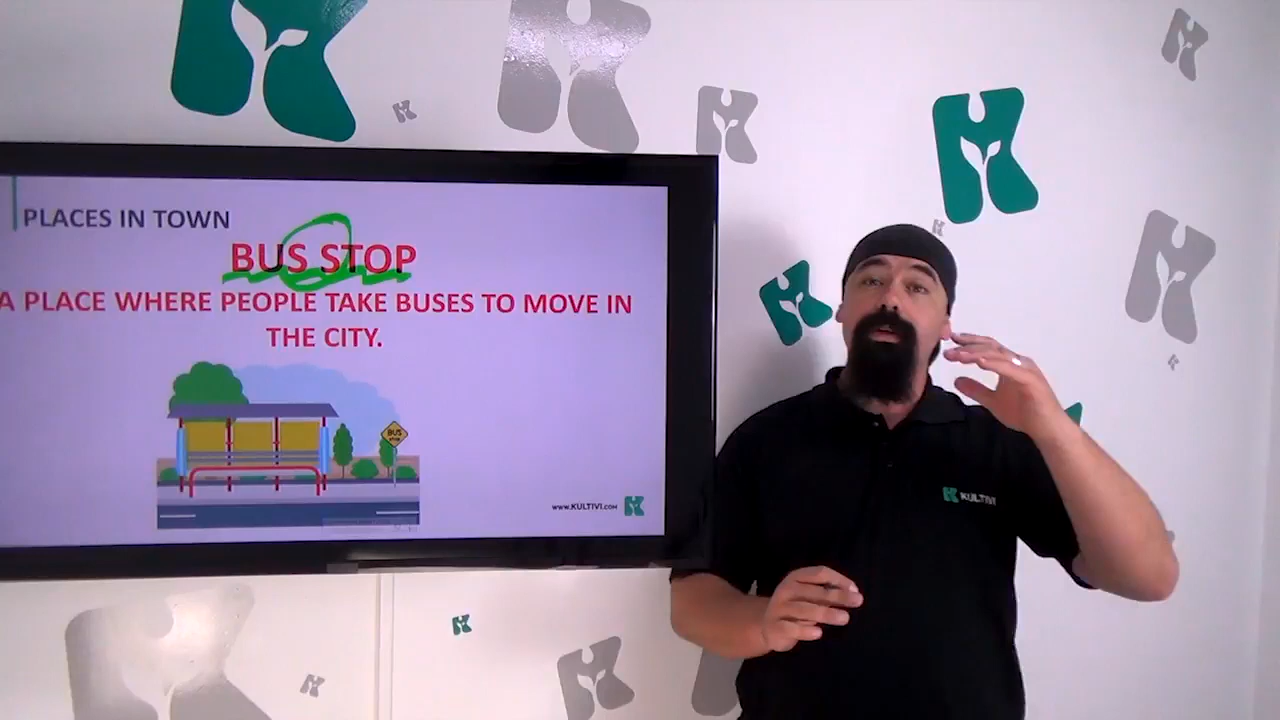 PLACES IN TOWN
BUS STOP
A PLACE WHERE PEOPLE TAKE BUSES TO MOVE IN
THE CITY.
BUS
STOP
WWW.KULTIVI.COM
KULTIVI